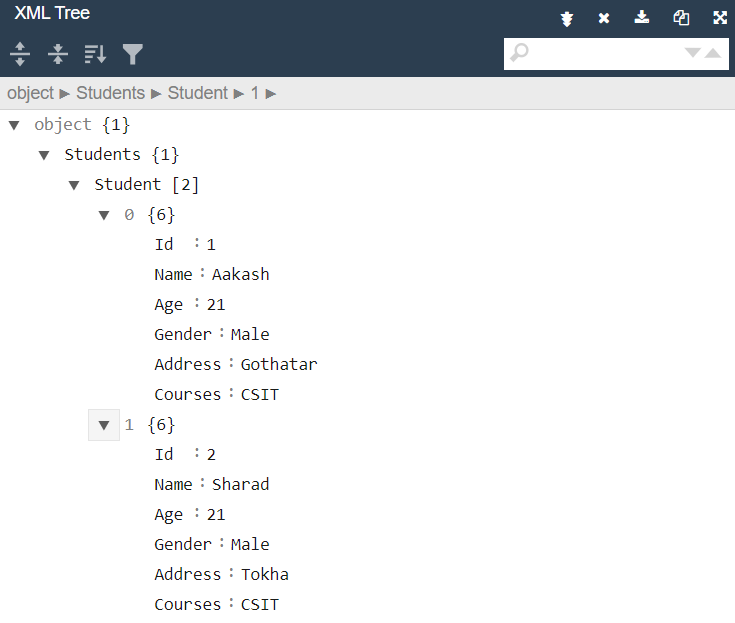 XML Tree
object ▶ Students ▶ Student ▶ 1 ▶
object {1}
Students {1}
Student [2]
0 {6}
Id : 1
Name : Aakash
Age : 21
Gender : Male
Address : Gothatar
Courses : CSIT
1 {6}
Id : 2
Name : Sharad
Age : 21
Gender : Male
Address : Tokha
Courses : CSIT